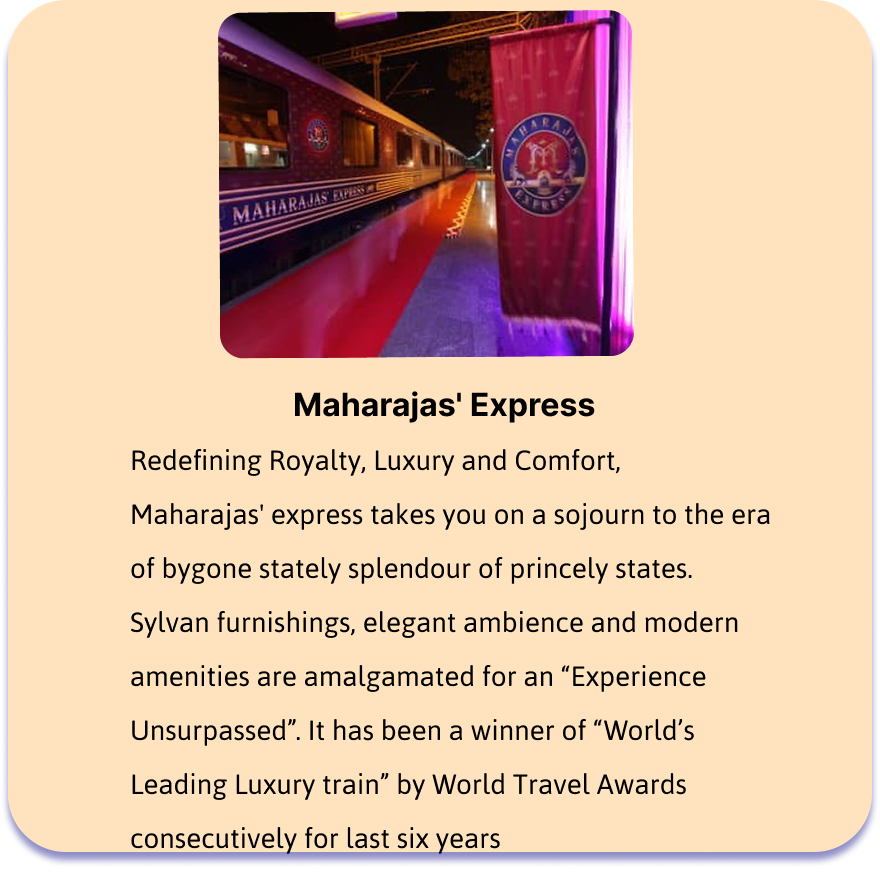 MAHARAJAS' EXPRESS
MAHARAJAS
EXPRESS
Maharajas' Express
Redefining Royalty, Luxury and Comfort,
Maharajas' express takes you on a sojourn to the era
of bygone stately splendour of princely states.
Sylvan furnishings, elegant ambience and modern
amenities are amalgamated for an “Experience
Unsurpassed”. It has been a winner of “World’s
Leading Luxury train” by World Travel Awards
consecutively for last six years